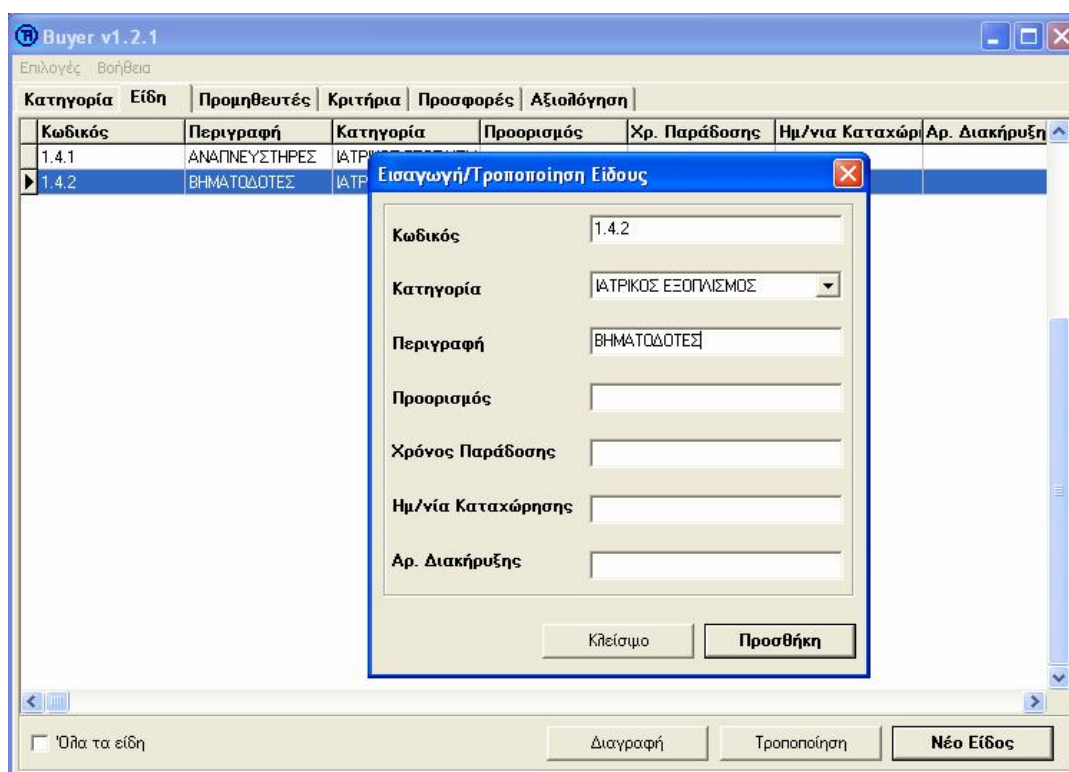 Buyer v1.2.1
Επιλογές Βοήθεια
Κατηγορία Είδη Προμηθευτές Κριτήρια Προσφορές Αξιολόγηση
Κωδικός Περιγραφή Κατηγορία Προορισμός Χρ. Παράδοσης Ημ/νια Καταχώρι Αρ. Διακήρυξη
1.4.1 ΑΝΑΠΝΕΥΣΤΗΡΕΣ
1.4.2 ΒΗΜΑΤΟΔΟΤΕΣ ΙΑΤΡ
Εισαγωγή/Τροποποίηση Είδους
Κωδικός 1.4.2
Κατηγορία ΙΑΤΡΙΚΟΣ ΕΞΟΠΛΙΣΜΟΣ
Περιγραφή ΒΗΜΑΤΟΔΟΤΕΣ
Προορισμός
Χρόνος Παράδοσης
Ημ/νία Καταχώρησης
Αρ. Διακήρυξης
Κλείσιμο Προσθήκη
Όλα τα είδη Διαγραφή Τροποποίηση Νέο Είδος